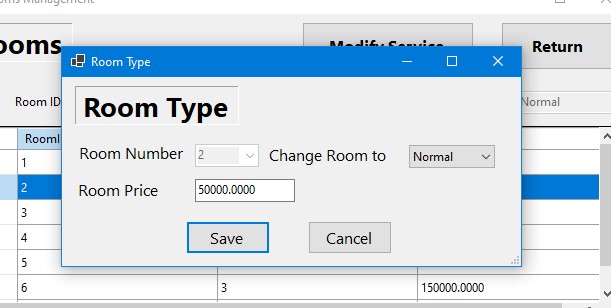 ooms Management
ooms
Modify Service
Return
Room ID
Normal
Room Type
Room Type
Room Number 2 Change Room to Normal
Room Price 50000.0000
Save Cancel
RoomI
1
2
3
4
5
6 3 150000.0000